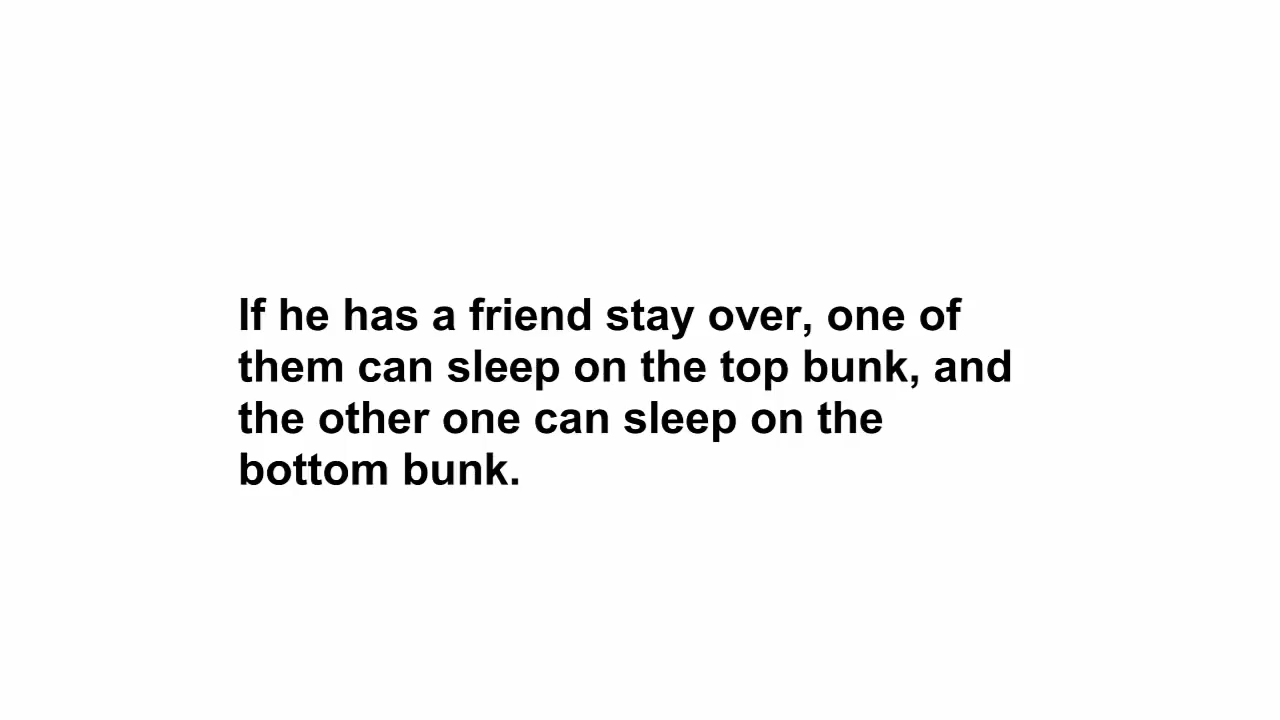 If he has a friend stay over, one of
them can sleep on the top bunk, and
the other one can sleep on the
bottom bunk.